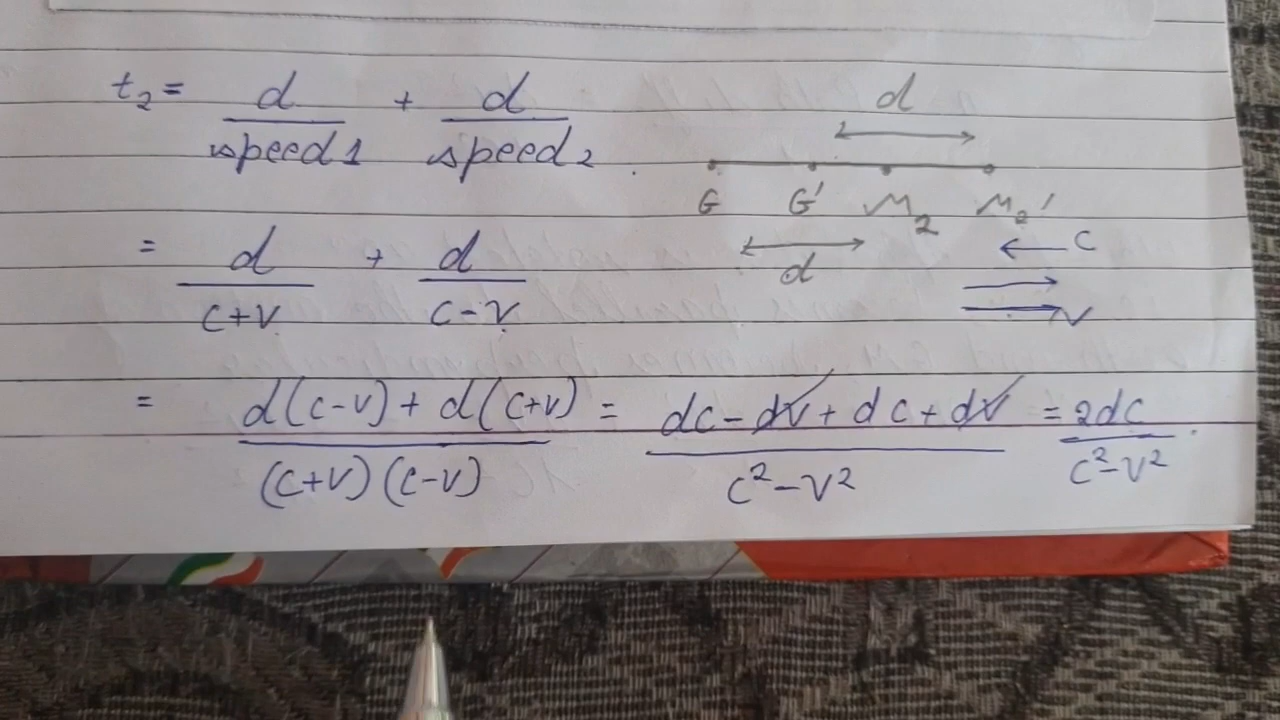 t₂ = d/speed1 + d/speed2
d
G G' M₂ M₂'
d
c
v
= d/(c+v) + d/(c-v)
= (d(c-v) + d(c+v))/((c+v)(c-v)) = (dc - dv + dc + dv)/(c²-v²) = 2dc/(c²-v²)